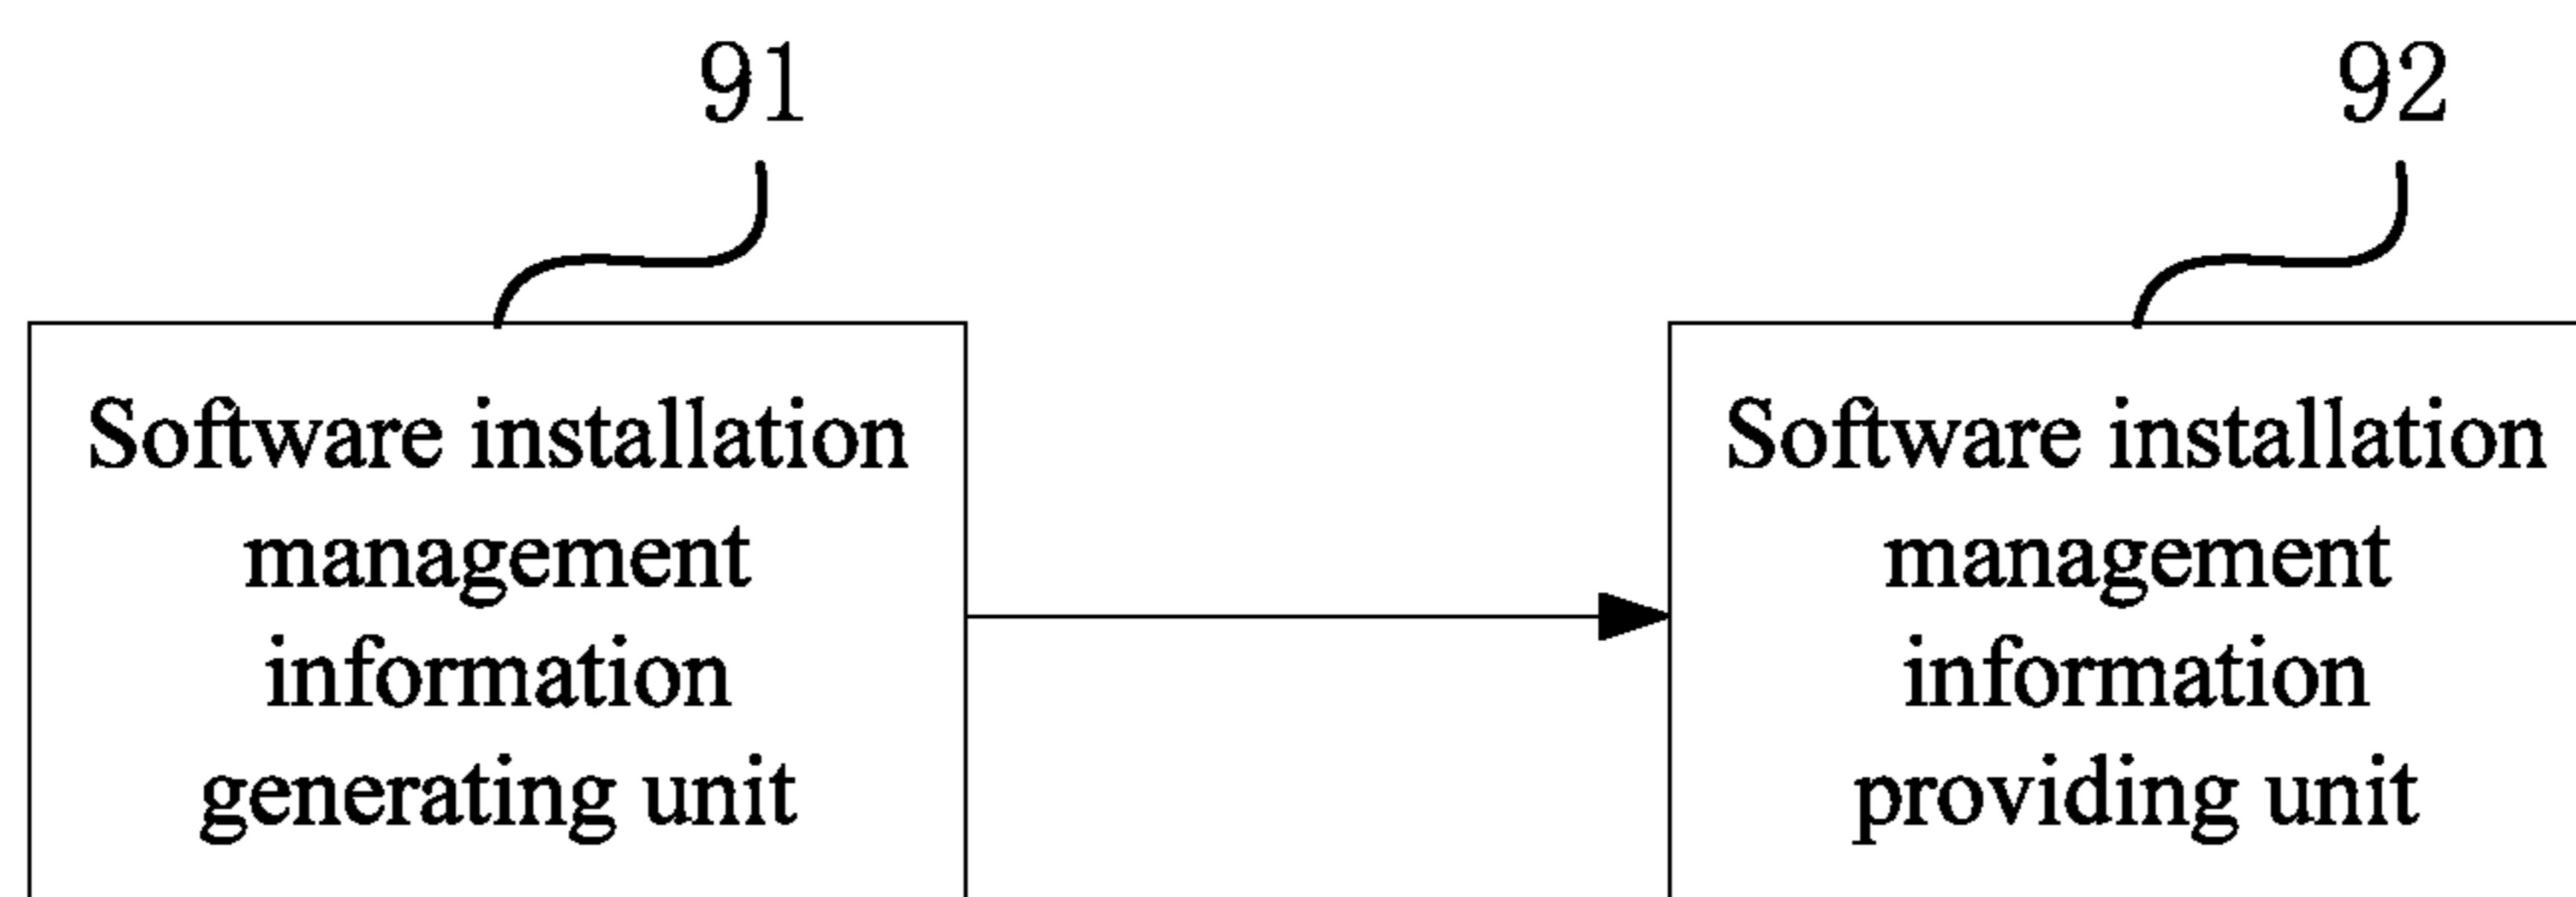 91
Software installation
management
information
generating unit
92
Software installation
management
information
providing unit